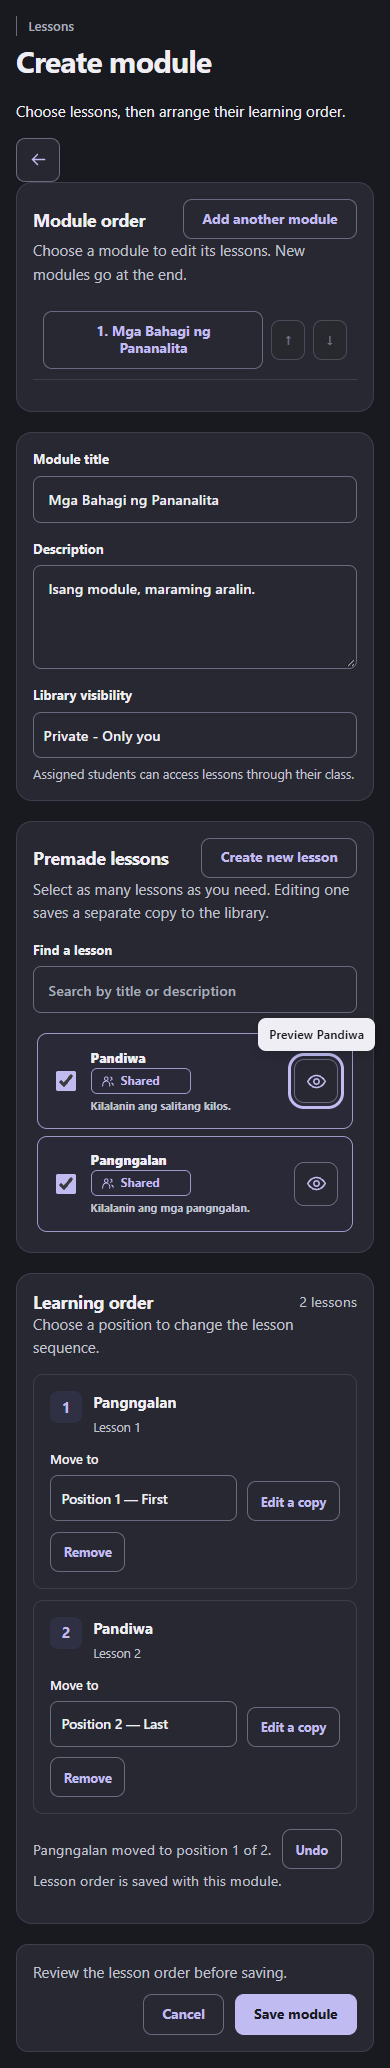 Lessons
Create module
Choose lessons, then arrange their learning order.
←
Module order
Add another module
Choose a module to edit its lessons. New
modules go at the end.
1. Mga Bahagi ng
Pananalita
↑
↓
Module title
Mga Bahagi ng Pananalita
Description
Isang module, maraming aralin.
Library visibility
Private - Only you
Assigned students can access lessons through their class.
Premade lessons
Create new lesson
Select as many lessons as you need. Editing one
saves a separate copy to the library.
Find a lesson
Search by title or description
Preview Pandiwa
Pandiwa
Shared
Kilalanin ang salitang kilos.
Pangngalan
Shared
Kilalanin ang mga pangngalan.
Learning order
2 lessons
Choose a position to change the lesson
sequence.
1
Pangngalan
Lesson 1
Move to
Position 1 — First
Edit a copy
Remove
2
Pandiwa
Lesson 2
Move to
Position 2 — Last
Edit a copy
Remove
Pangngalan moved to position 1 of 2.
Undo
Lesson order is saved with this module.
Review the lesson order before saving.
Cancel
Save module